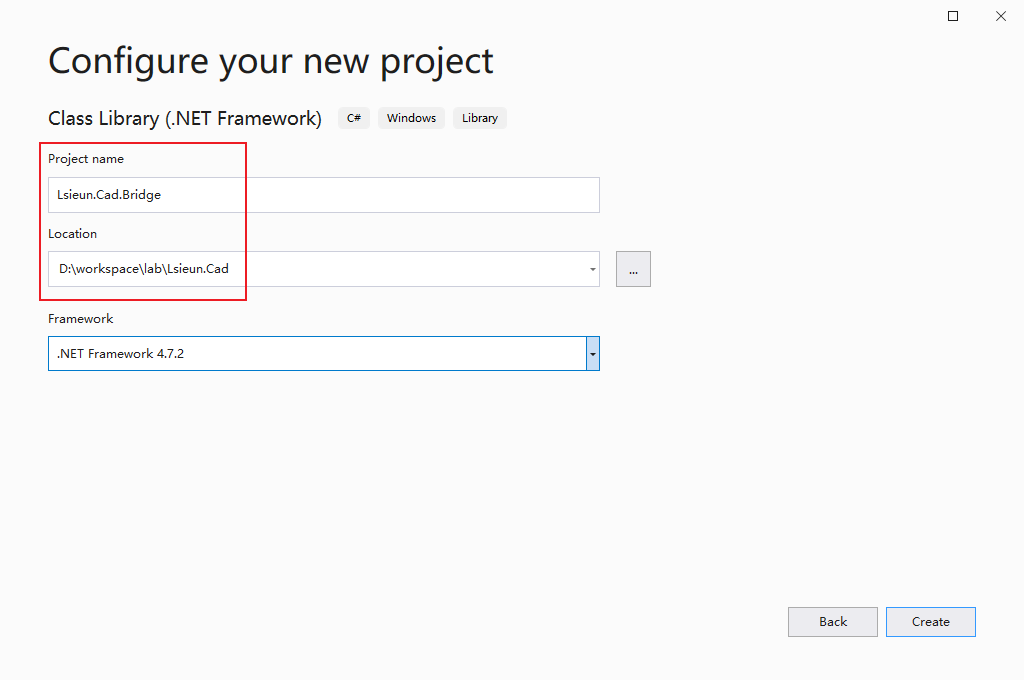 Configure your new project
Class Library (.NET Framework) C# Windows Library
Project name
Lsieun.Cad.Bridge
Location
D:\workspace\lab\Lsieun.Cad
...
Framework
.NET Framework 4.7.2
Back Create